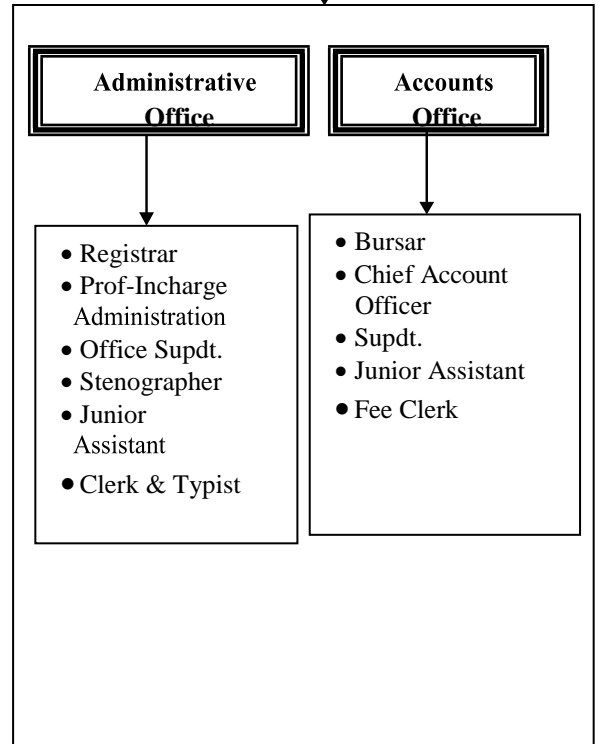 Administrative
Office
Accounts
Office
• Registrar
• Prof-Incharge
Administration
• Office Supdt.
• Stenographer
• Junior
Assistant
• Clerk & Typist
• Bursar
• Chief Account
Officer
• Supdt.
• Junior Assistant
• Fee Clerk